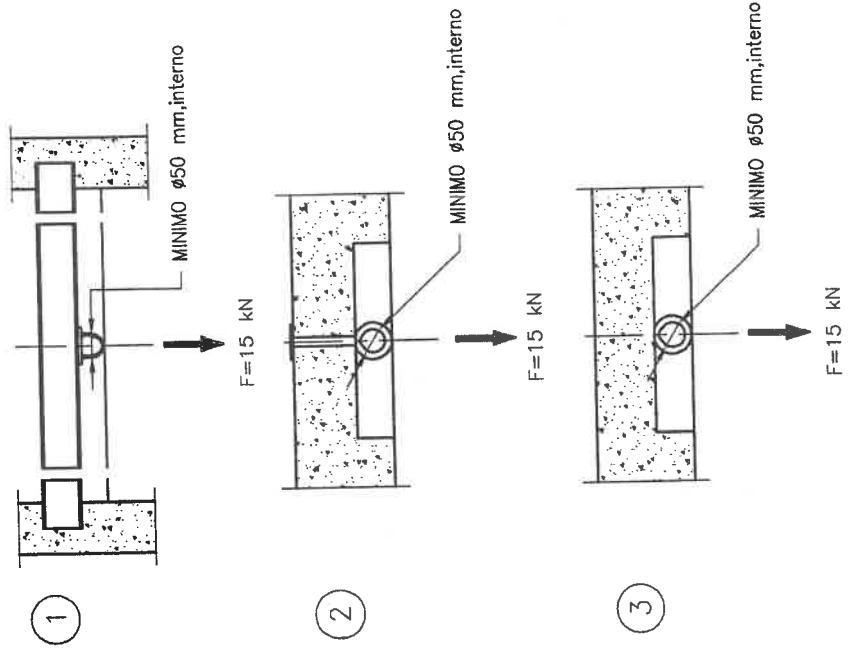 1
MINIMO ø50 mm,interno
F=15 kN
2
MINIMO ø50 mm,interno
F=15 kN
3
MINIMO ø50 mm,interno
F=15 kN